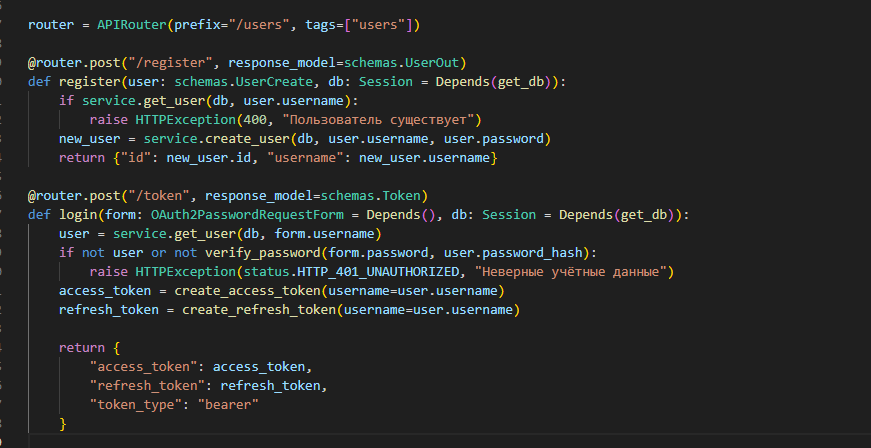 router = APIRouter(prefix="/users", tags=["users"])
@router.post("/register", response_model=schemas.UserOut)
def register(user: schemas.UserCreate, db: Session = Depends(get_db)):
    if service.get_user(db, user.username):
        raise HTTPException(400, "Пользователь существует")
    new_user = service.create_user(db, user.username, user.password)
    return {"id": new_user.id, "username": new_user.username}
@router.post("/token", response_model=schemas.Token)
def login(form: OAuth2PasswordRequestForm = Depends(), db: Session = Depends(get_db)):
    user = service.get_user(db, form.username)
    if not user or not verify_password(form.password, user.password_hash):
        raise HTTPException(status.HTTP_401_UNAUTHORIZED, "Неверные учётные данные")
    access_token = create_access_token(username=user.username)
    refresh_token = create_refresh_token(username=user.username)
    return {
        "access_token": access_token,
        "refresh_token": refresh_token,
        "token_type": "bearer"
    }